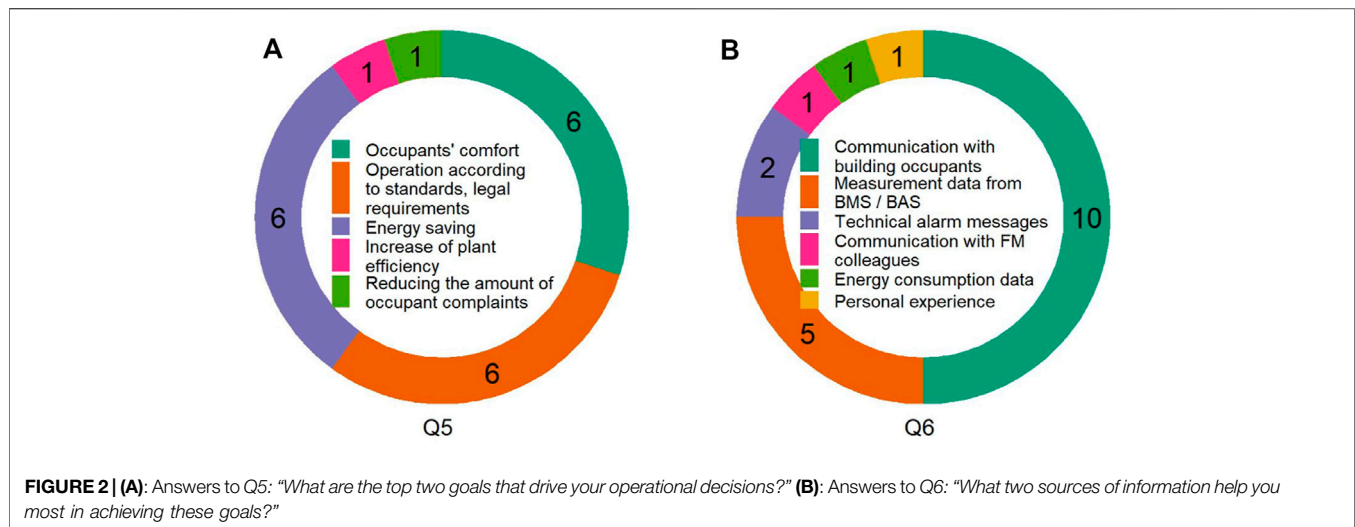 A
1
1
6
6
6
Occupants' comfort
Operation according
to standards, legal
requirements
Energy saving
Increase of plant
efficiency
Reducing the amount of
occupant complaints
Q5
B
1
1
1
2
10
5
Communication with
building occupants
Measurement data from
BMS / BAS
Technical alarm messages
Communication with FM
colleagues
Energy consumption data
Personal experience
Q6
FIGURE 2 | (A): Answers to Q5: “What are the top two goals that drive your operational decisions?” (B): Answers to Q6: “What two sources of information help you
most in achieving these goals?”